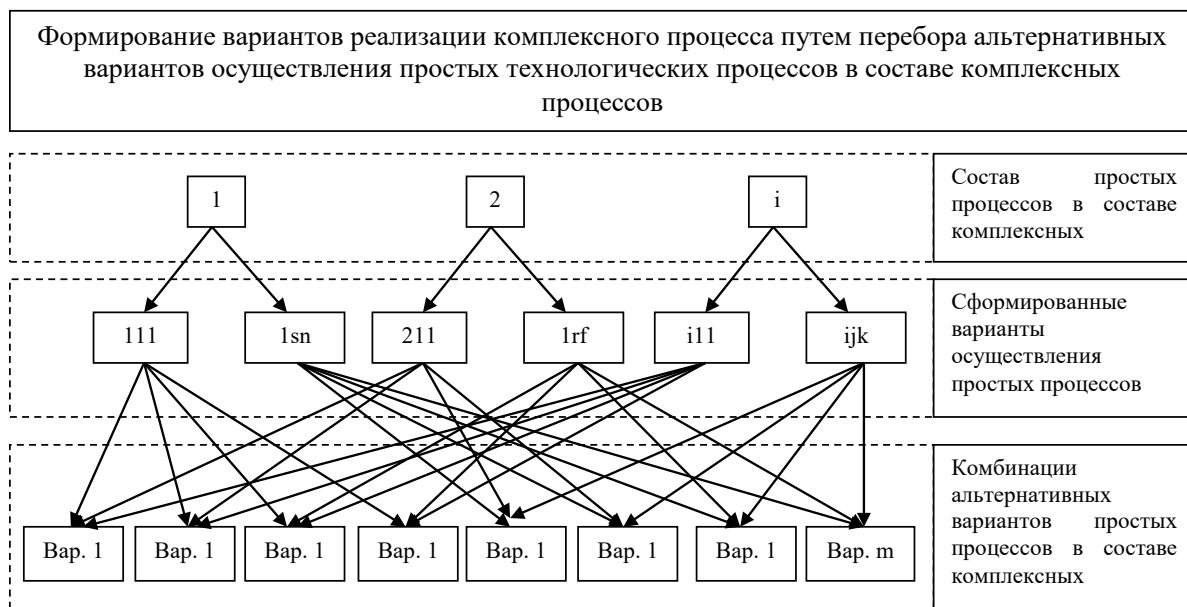 Формирование вариантов реализации комплексного процесса путем перебора альтернативных
вариантов осуществления простых технологических процессов в составе комплексных
процессов
1
2
i
Состав простых
процессов в составе
комплексных
111
1sn
211
1rf
i11
ijk
Сформированные
варианты
осуществления
простых процессов
Вар. 1
Вар. 1
Вар. 1
Вар. 1
Вар. 1
Вар. 1
Вар. 1
Вар. m
Комбинации
альтернативных
вариантов простых
процессов в составе
комплексных